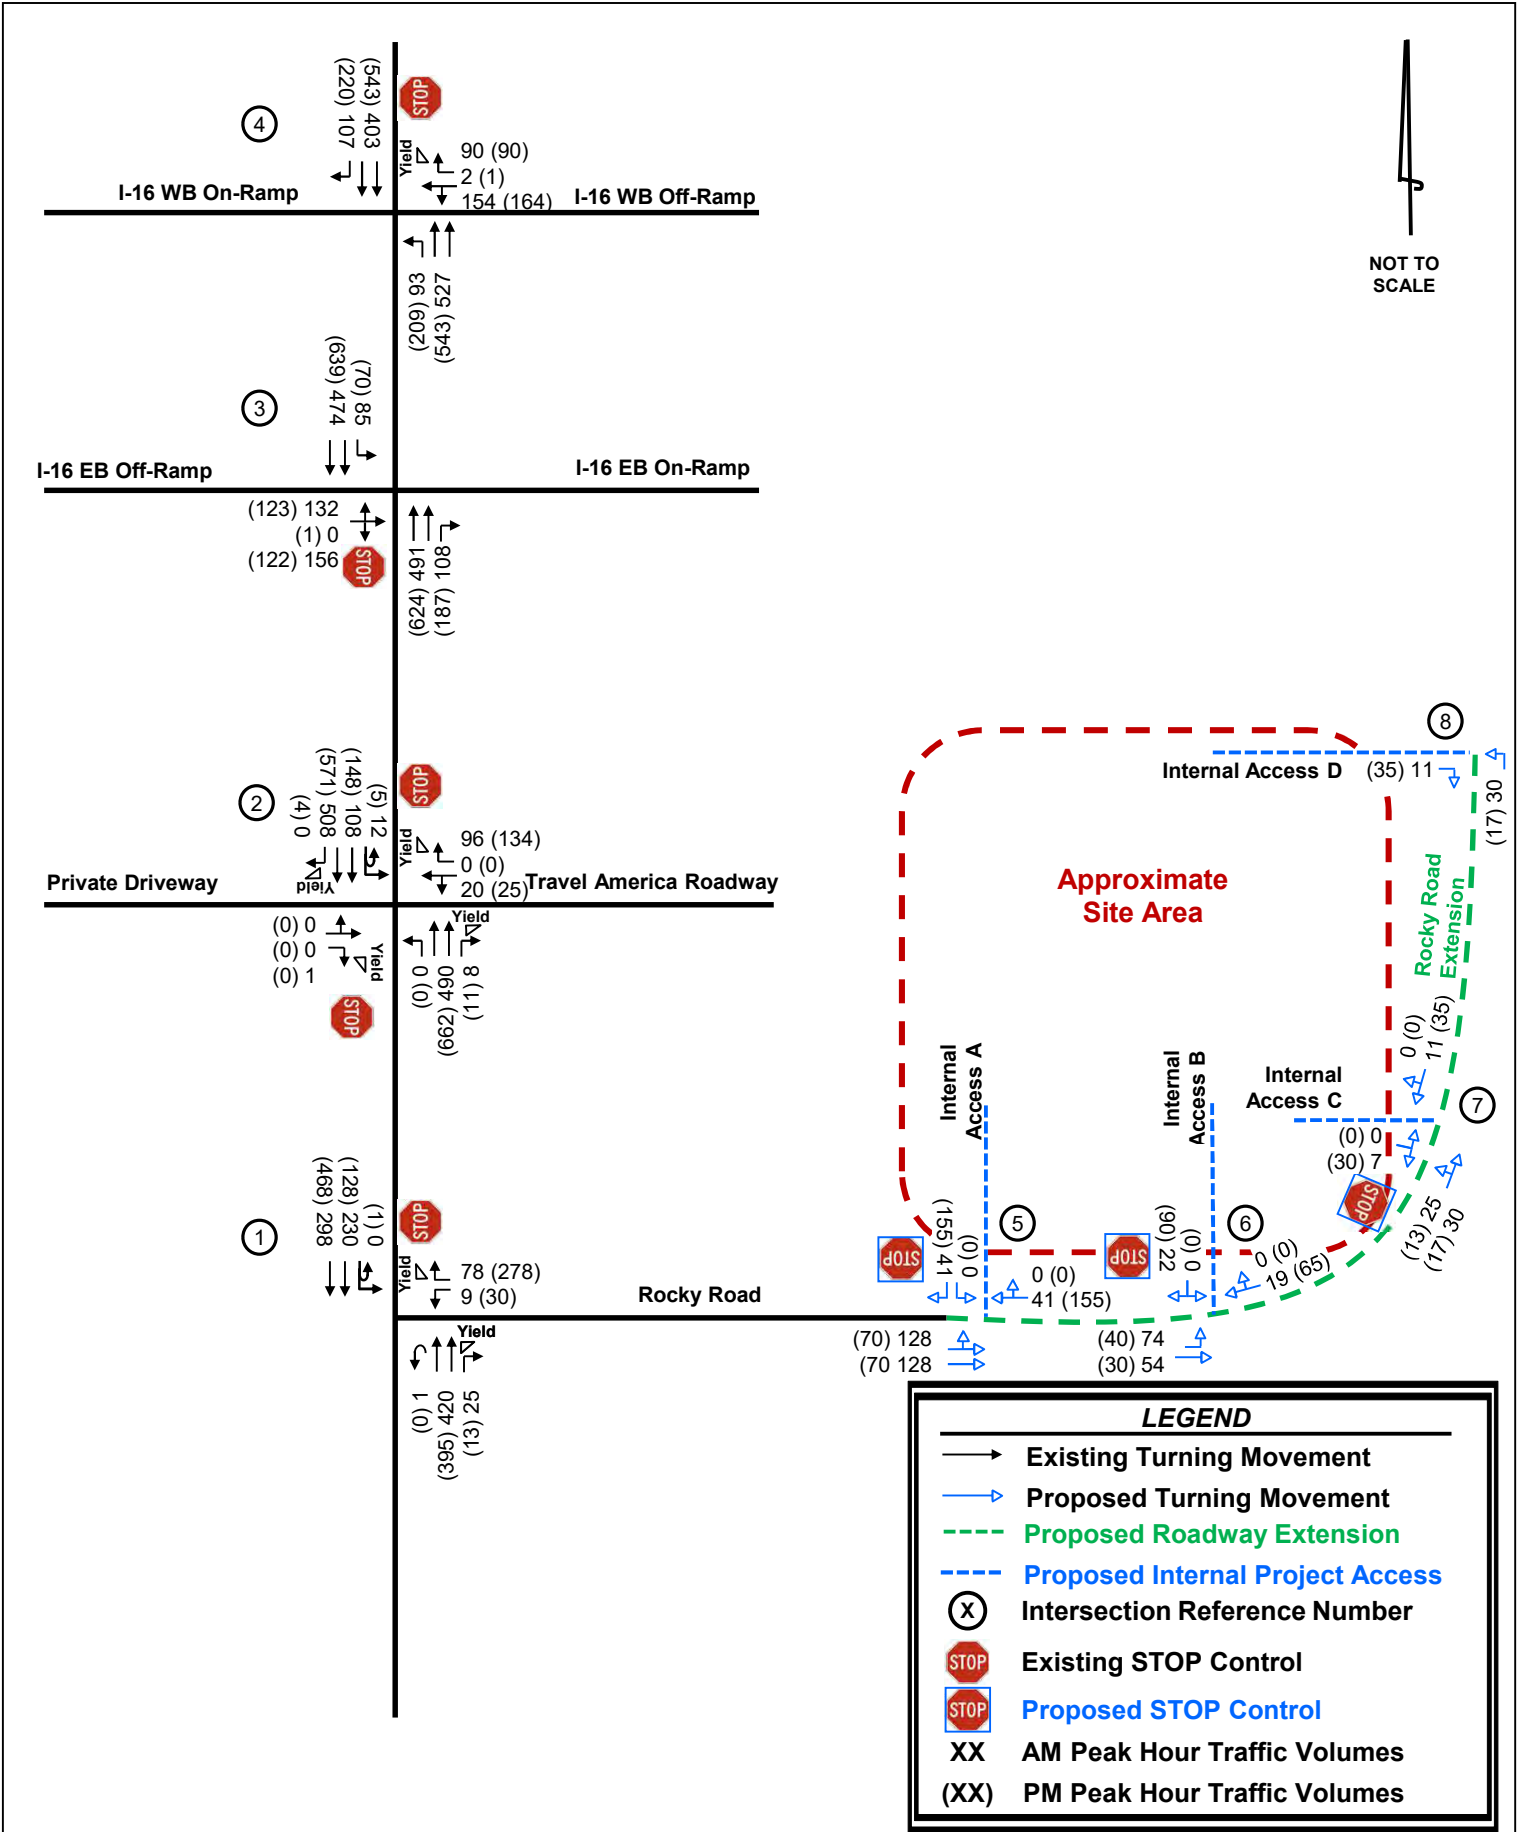 4
(220) 107
(543) 403
STOP
Yield
90 (90)
2 (1)
154 (164)
I-16 WB On-Ramp
I-16 WB Off-Ramp
(209) 93
(543) 527
NOT TO
SCALE
3
(639) 474
(70) 85
I-16 EB Off-Ramp
I-16 EB On-Ramp
(123) 132
(1) 0
(122) 156
STOP
(624) 491
(187) 108
2
(4) 0
(571) 508
(148) 108
(5) 12
STOP
Yield
Yield
96 (134)
0 (0)
20 (25)
Private Driveway
Travel America Roadway
(0) 0
(0) 0
(0) 1
Yield
STOP
Yield
(0) 0
(662) 490
(11) 8
8
Internal Access D
(35) 11
(17) 30
Approximate
Site Area
Rocky Road
Extension
0 (0)
11 (35)
Internal
Access A
Internal
Access B
Internal
Access C
7
(0) 0
(30) 7
STOP
(13) 25
(17) 30
1
(468) 298
(128) 230
(1) 0
STOP
Yield
78 (278)
9 (30)
Rocky Road
Yield
(0) 1
(395) 420
(13) 25
5
STOP
(155) 41
(0) 0
0 (0)
41 (155)
(70) 128
(70 128
6
STOP
(90) 22
(0) 0
0 (0)
19 (65)
(40) 74
(30) 54
LEGEND
Existing Turning Movement
Proposed Turning Movement
Proposed Roadway Extension
Proposed Internal Project Access
X Intersection Reference Number
STOP Existing STOP Control
STOP Proposed STOP Control
XX AM Peak Hour Traffic Volumes
(XX) PM Peak Hour Traffic Volumes